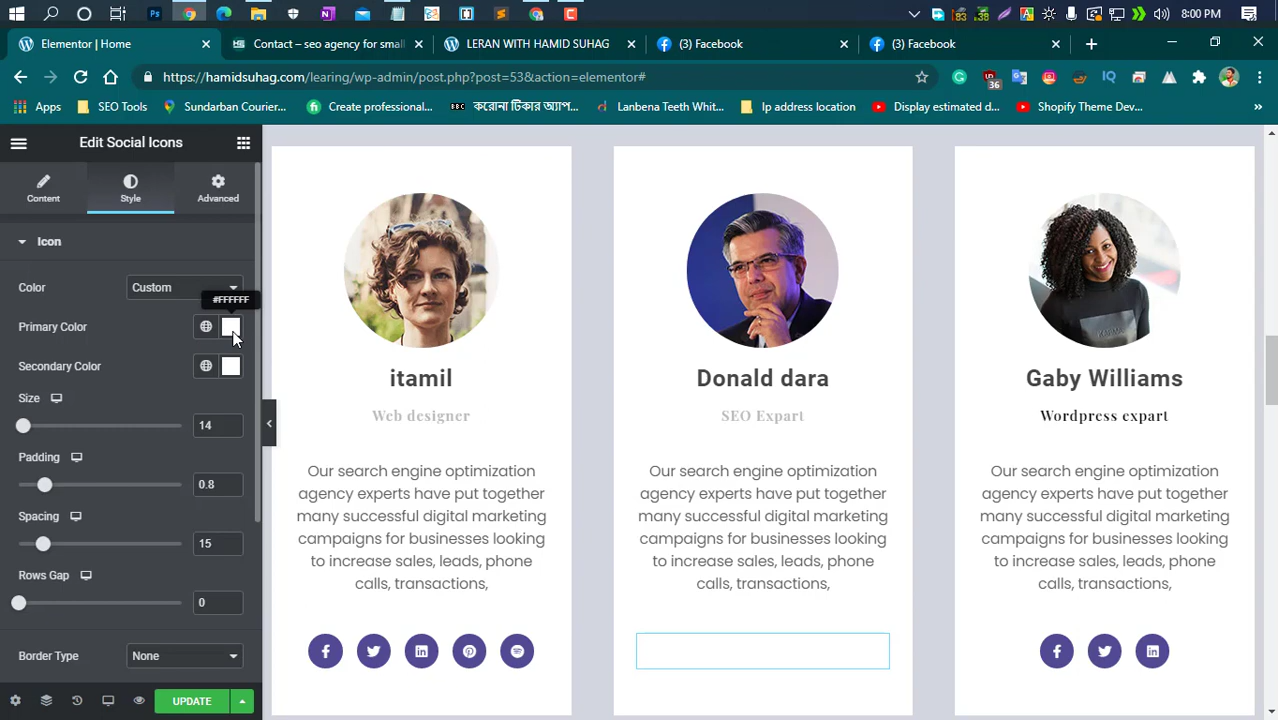 8:00 PM
Elementor | Home
Contact – seo agency for small
LERAN WITH HAMID SUHAG
(3) Facebook
(3) Facebook
https://hamidsuhag.com/learing/wp-admin/post.php?post=53&action=elementor#
36
Apps
SEO Tools
Sundarban Courier...
Create professional...
করোনা টিকার অ্যাপ...
Lanbena Teeth Whit...
Ip address location
Display estimated d...
Shopify Theme Dev...
Edit Social Icons
Content
Style
Advanced
Icon
Color
Custom
#FFFFFF
Primary Color
Secondary Color
Size
14
Padding
0.8
Spacing
15
Rows Gap
0
Border Type
None
UPDATE
itamil
Web designer
Our search engine optimization
agency experts have put together
many successful digital marketing
campaigns for businesses looking
to increase sales, leads, phone
calls, transactions,
Donald dara
SEO Expart
Our search engine optimization
agency experts have put together
many successful digital marketing
campaigns for businesses looking
to increase sales, leads, phone
calls, transactions,
Gaby Williams
Wordpress expart
Our search engine optimization
agency experts have put together
many successful digital marketing
campaigns for businesses looking
to increase sales, leads, phone
calls, transactions,